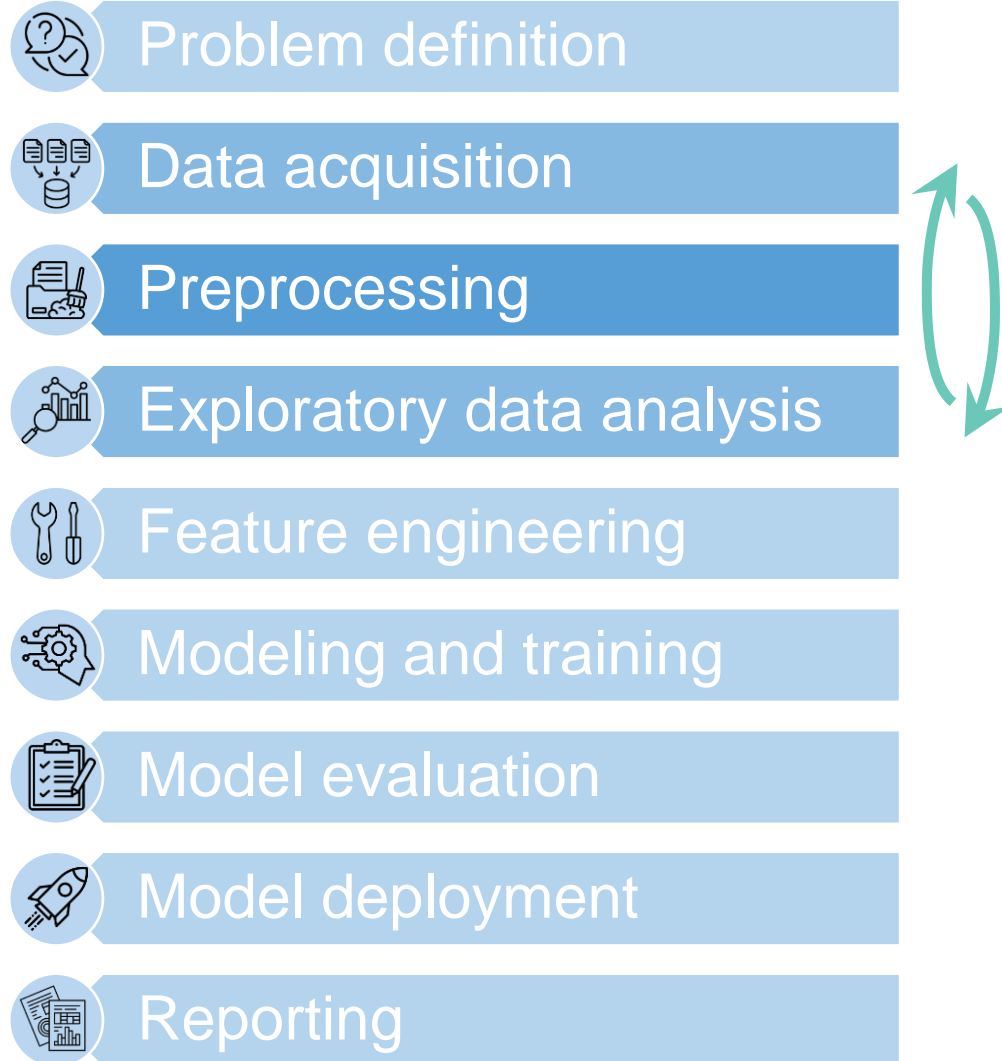 Problem definition
Data acquisition
Preprocessing
Exploratory data analysis
Feature engineering
Modeling and training
Model evaluation
Model deployment
Reporting